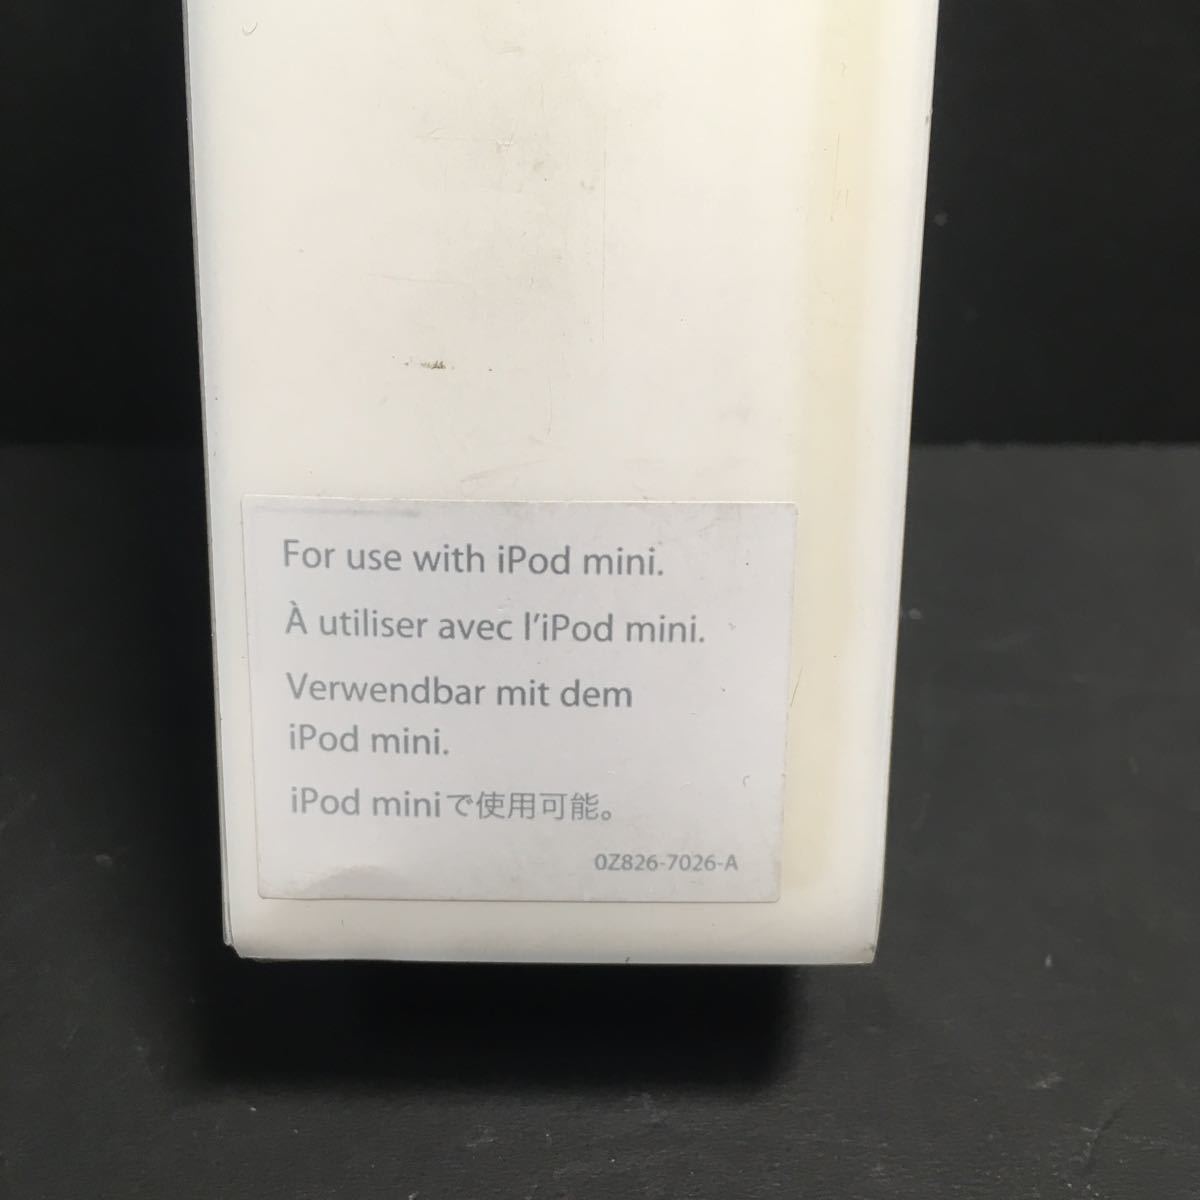 For use with iPod mini.
À utiliser avec l'iPod mini.
Verwendbar mit dem
iPod mini.
iPod miniで使用可能。
0Z826-7026-A